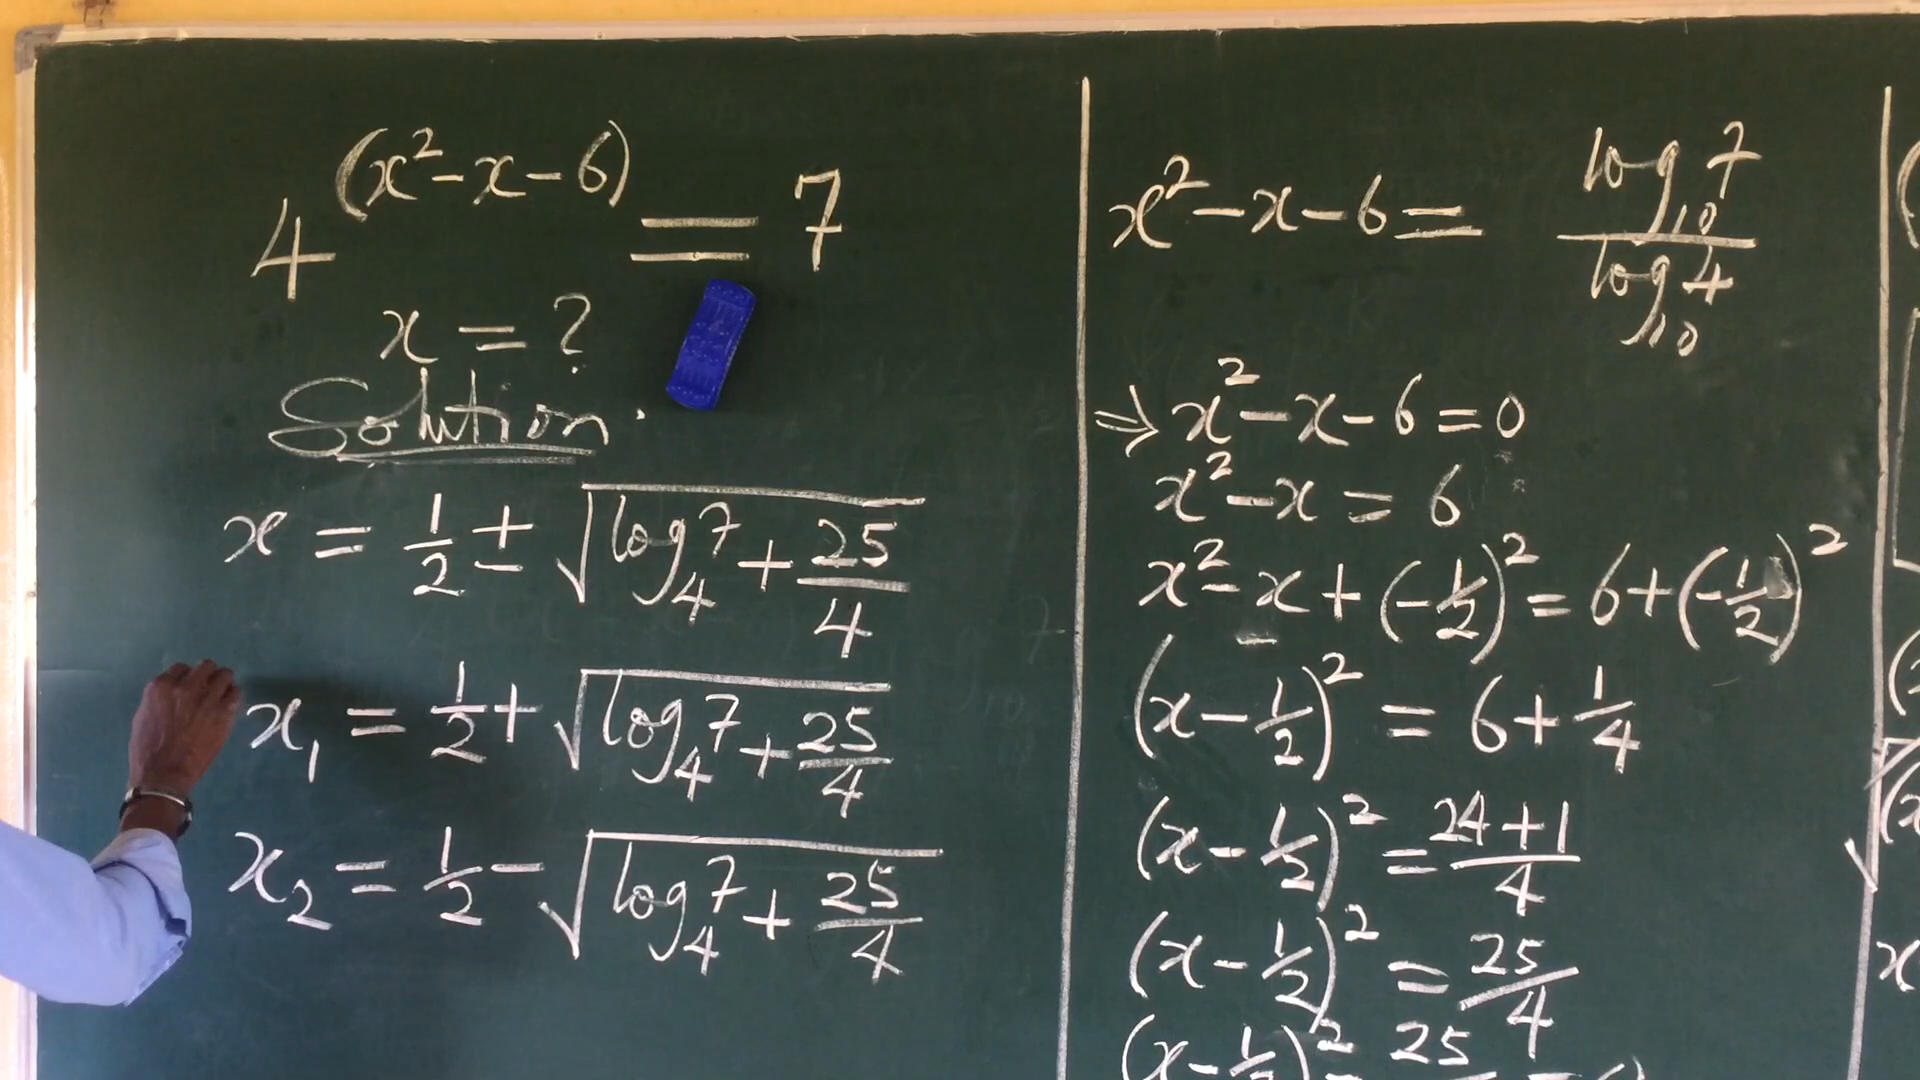 4^(x²-x-6) = 7
x = ?
Solution.
x = 1/2 ± √(log₄7 + 25/4)
x₁ = 1/2 + √(log₄7 + 25/4)
x₂ = 1/2 - √(log₄7 + 25/4)
x²-x-6 = log₁₀7/log₁₀4
⇒ x²-x-6=0
x²-x = 6
x²-x+(-1/2)² = 6+(-1/2)²
(x-1/2)² = 6+1/4
(x-1/2)² = 24+1/4
(x-1/2)² = 25/4
(x-1/2)² - 25